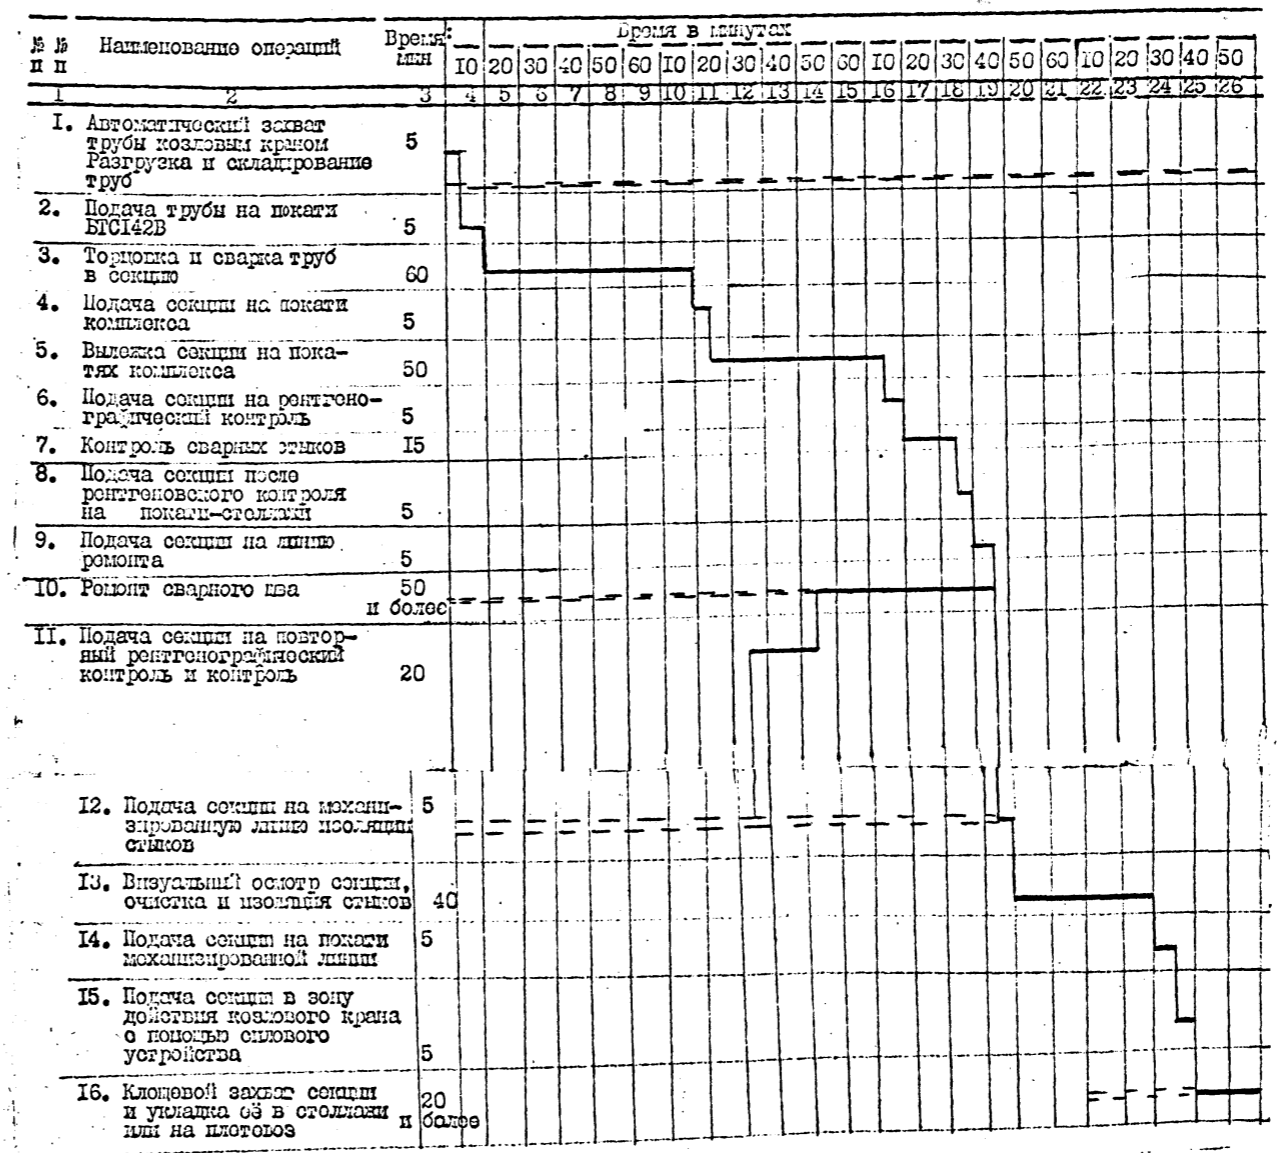 № №
п п
Наименование операций
Время:
мин
Время в минутах
10 20 30 40 50 60 10 20 30 40 50 60 10 20 30 40 50 60 10 20 30 40 50
1 2 3 4 5 6 7 8 9 10 11 12 13 14 15 16 17 18 19 20 21 22 23 24 25 26
1. Автоматический захват
трубы козловым краном 5
Разгрузка и складирование
труб
2. Подача трубы на покати
БТС142В 5
3. Торцовка и сварка труб
в секцию 60
4. Подача секции на покати
комплекса 5
5. Вылежка секции на пока-
тях комплекса 50
6. Подача секции на рентгено-
графический контроль 5
7. Контроль сварных стыков 15
8. Подача секции после
рентгеновского контроля
на покати-стеллажи 5
9. Подача секции на линию
ремонта 5
10. Ремонт сварного шва 50
и более
11. Подача секции на повтор-
ный рентгенографический
контроль и контроль 20
12. Подача секции на механи- 5
зированную линию изоляции
стыков
13. Визуальный осмотр секции,
очистка и изоляция стыков 40
14. Подача секции на покати 5
механизированной линии
15. Подача секции в зону
действия козлового крана
с помощью силового
устройства 5
16. Клещевой захват секции 20
и укладка её в стеллажи и более
или на плетевоз